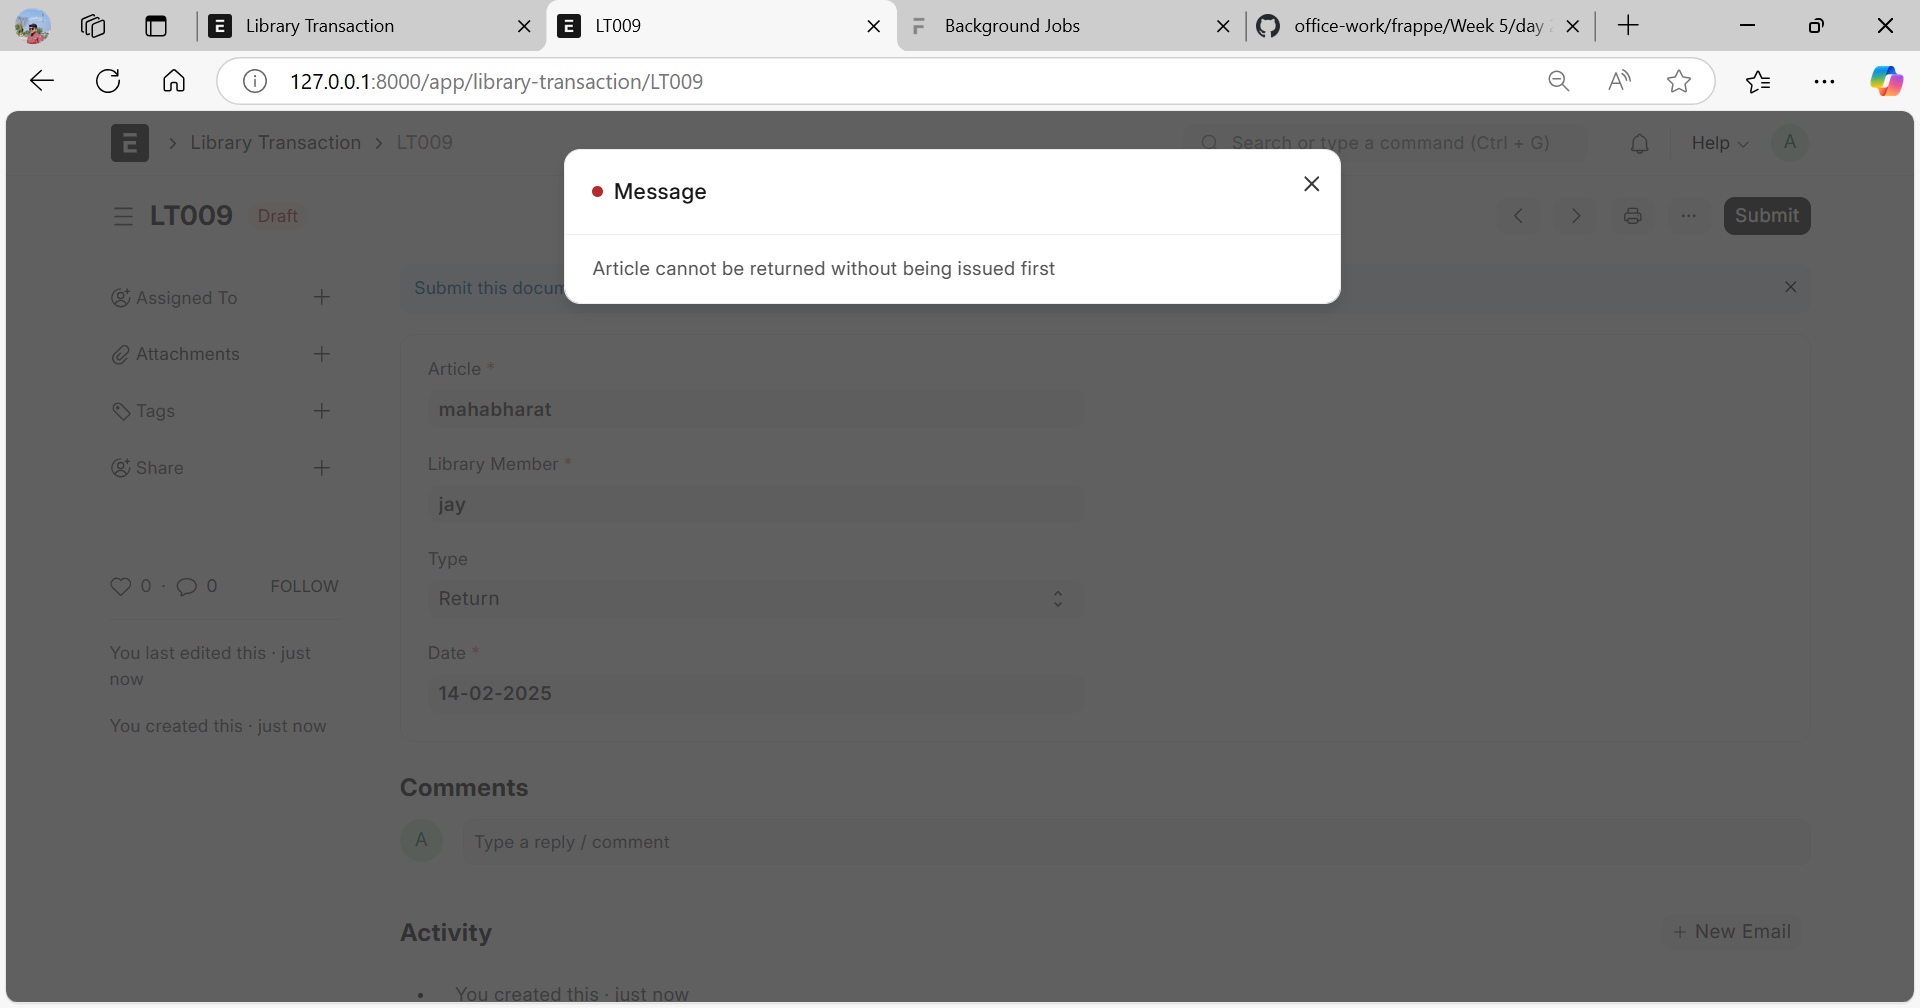 Library Transaction
LT009
Background Jobs
office-work/frappe/Week 5/day
127.0.0.1:8000/app/library-transaction/LT009
E
Library Transaction
LT009
Search or type a command (Ctrl + G)
Help
A
Message
Article cannot be returned without being issued first
LT009
Draft
Submit
Assigned To
Attachments
Tags
Share
0 · 0
FOLLOW
You last edited this · just
now
You created this · just now
Submit this docum
Article *
mahabharat
Library Member *
jay
Type
Return
Date *
14-02-2025
Comments
A
Type a reply / comment
Activity
+ New Email
You created this · just now